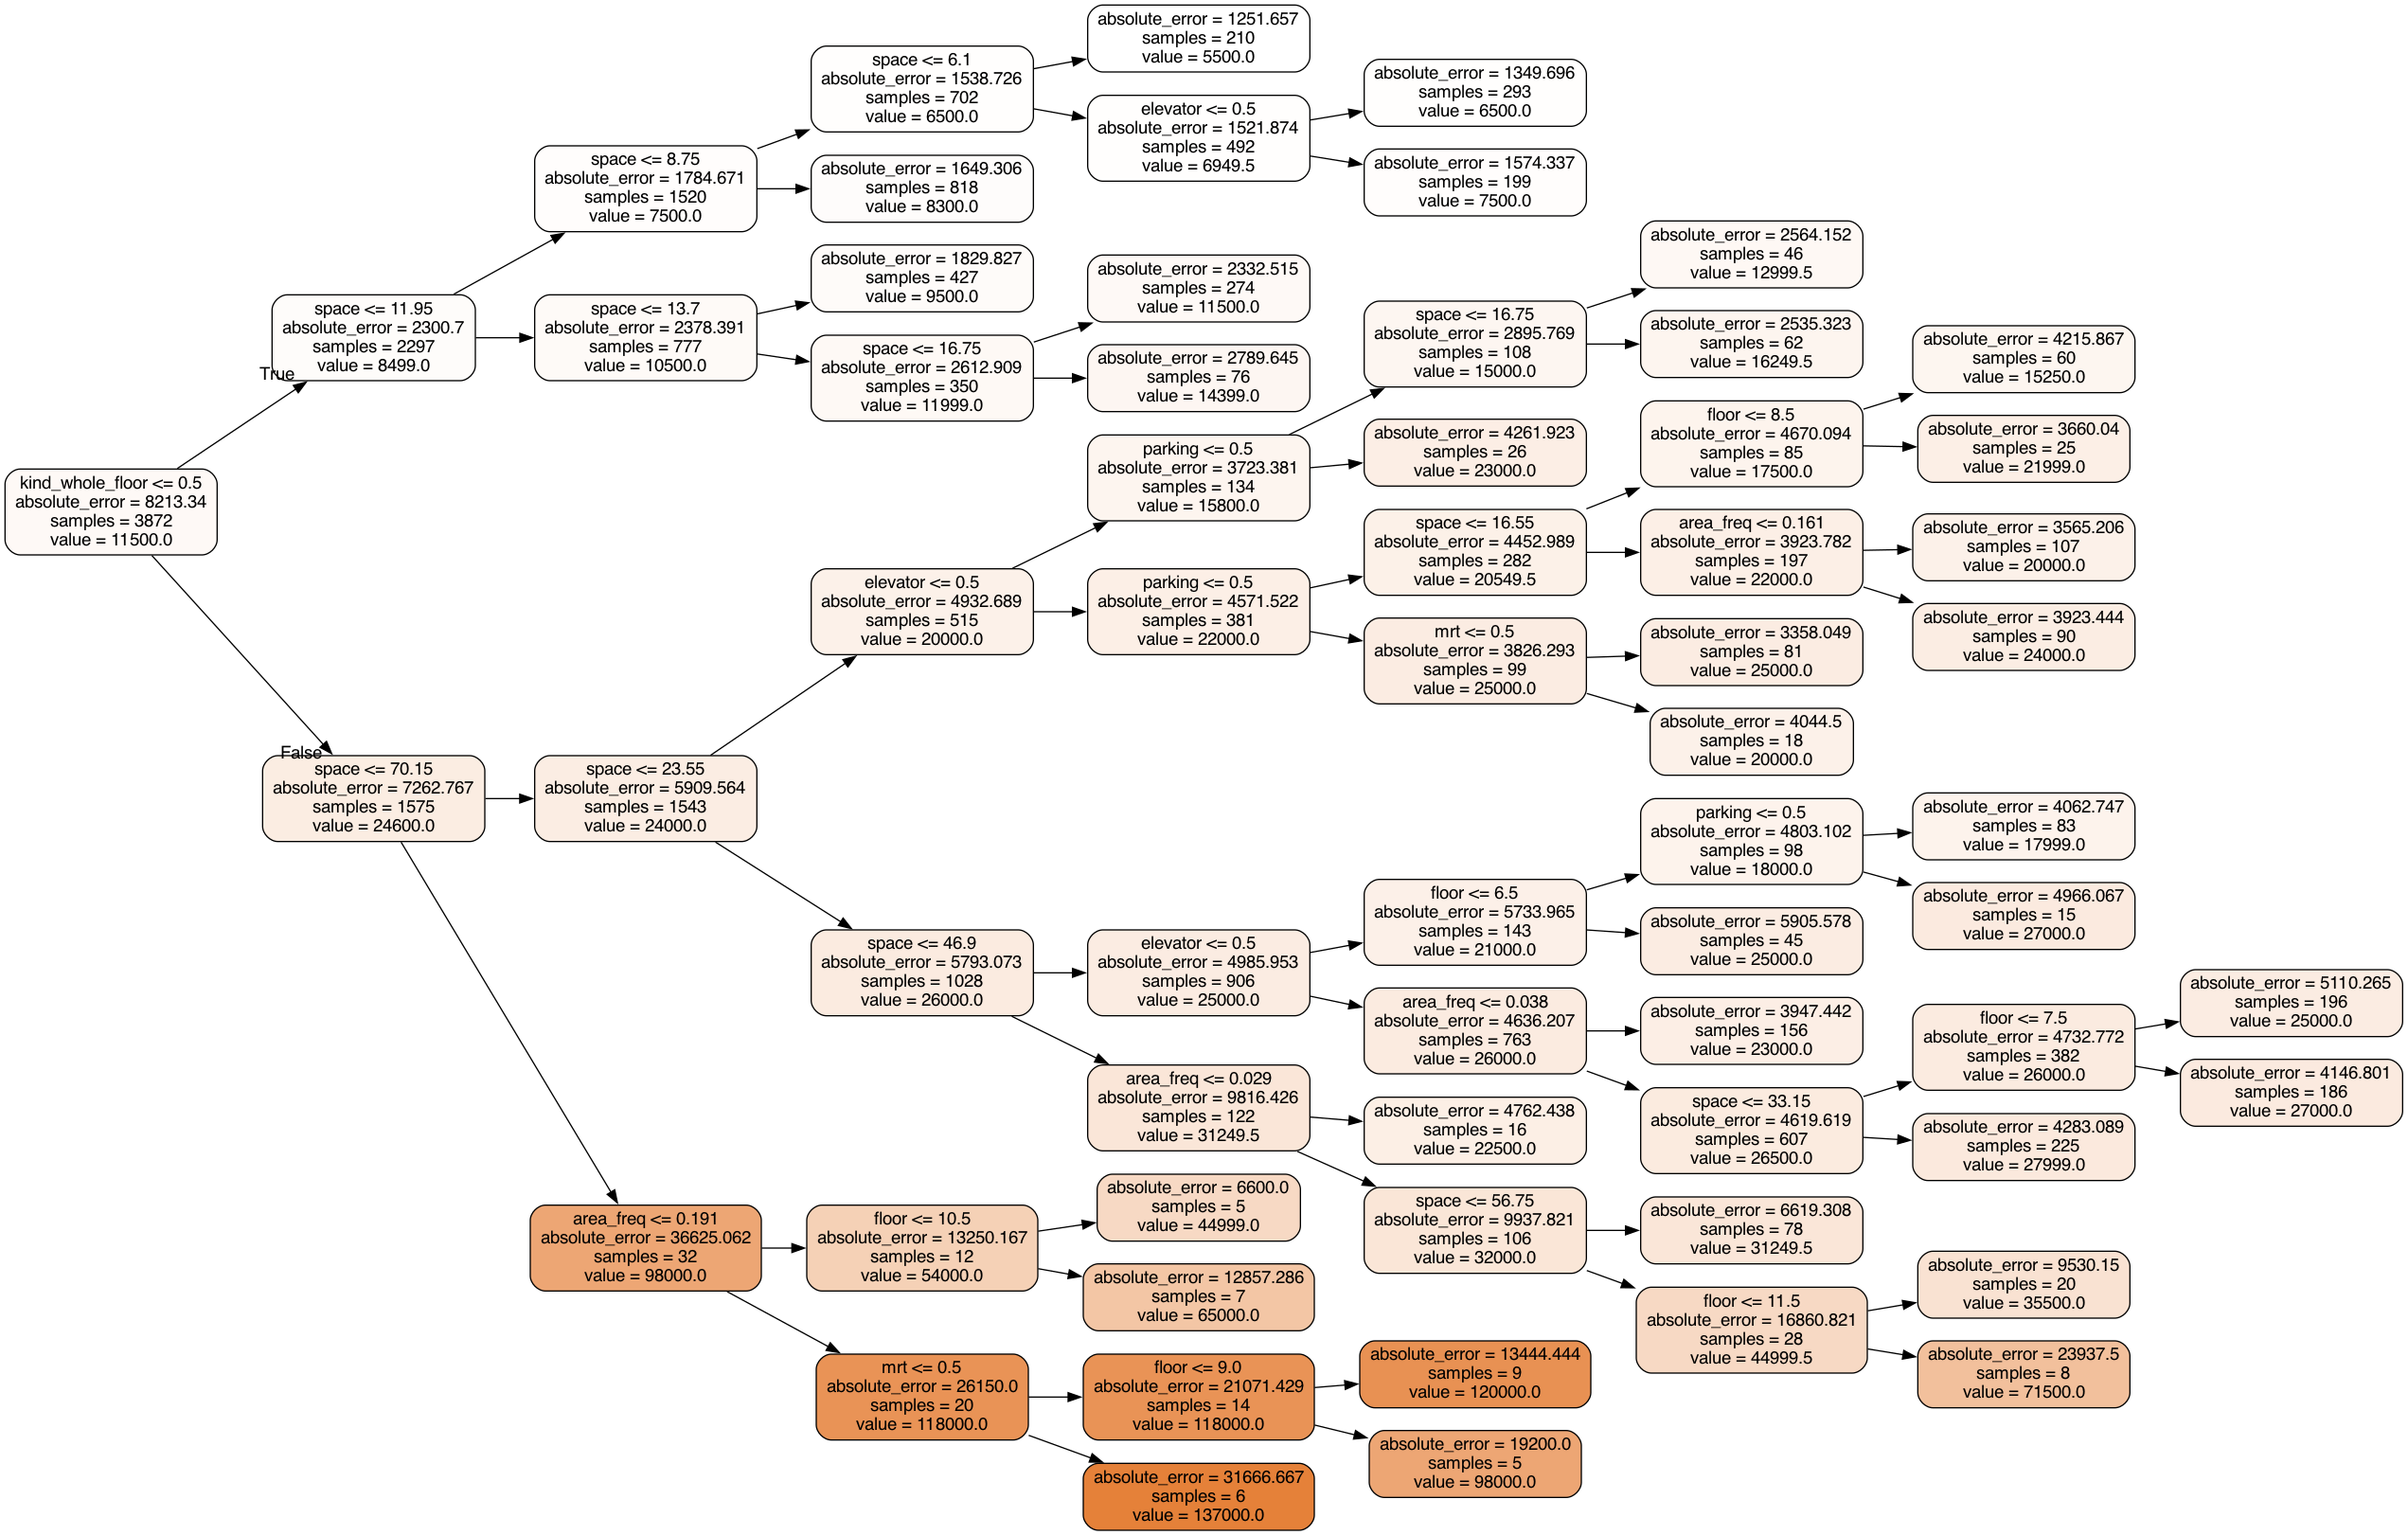 kind_whole_floor <= 0.5
absolute_error = 8213.34
samples = 3872
value = 11500.0
True
space <= 11.95
absolute_error = 2300.7
samples = 2297
value = 8499.0
space <= 8.75
absolute_error = 1784.671
samples = 1520
value = 7500.0
space <= 6.1
absolute_error = 1538.726
samples = 702
value = 6500.0
absolute_error = 1251.657
samples = 210
value = 5500.0
elevator <= 0.5
absolute_error = 1521.874
samples = 492
value = 6949.5
absolute_error = 1349.696
samples = 293
value = 6500.0
absolute_error = 1574.337
samples = 199
value = 7500.0
absolute_error = 1649.306
samples = 818
value = 8300.0
space <= 13.7
absolute_error = 2378.391
samples = 777
value = 10500.0
absolute_error = 1829.827
samples = 427
value = 9500.0
space <= 16.75
absolute_error = 2612.909
samples = 350
value = 11999.0
absolute_error = 2332.515
samples = 274
value = 11500.0
absolute_error = 2789.645
samples = 76
value = 14399.0
False
space <= 70.15
absolute_error = 7262.767
samples = 1575
value = 24600.0
space <= 23.55
absolute_error = 5909.564
samples = 1543
value = 24000.0
elevator <= 0.5
absolute_error = 4932.689
samples = 515
value = 20000.0
parking <= 0.5
absolute_error = 3723.381
samples = 134
value = 15800.0
space <= 16.75
absolute_error = 2895.769
samples = 108
value = 15000.0
absolute_error = 2564.152
samples = 46
value = 12999.5
absolute_error = 2535.323
samples = 62
value = 16249.5
absolute_error = 4261.923
samples = 26
value = 23000.0
parking <= 0.5
absolute_error = 4571.522
samples = 381
value = 22000.0
space <= 16.55
absolute_error = 4452.989
samples = 282
value = 20549.5
floor <= 8.5
absolute_error = 4670.094
samples = 85
value = 17500.0
absolute_error = 4215.867
samples = 60
value = 15250.0
absolute_error = 3660.04
samples = 25
value = 21999.0
area_freq <= 0.161
absolute_error = 3923.782
samples = 197
value = 22000.0
absolute_error = 3565.206
samples = 107
value = 20000.0
absolute_error = 3923.444
samples = 90
value = 24000.0
mrt <= 0.5
absolute_error = 3826.293
samples = 99
value = 25000.0
absolute_error = 3358.049
samples = 81
value = 25000.0
absolute_error = 4044.5
samples = 18
value = 20000.0
space <= 46.9
absolute_error = 5793.073
samples = 1028
value = 26000.0
elevator <= 0.5
absolute_error = 4985.953
samples = 906
value = 25000.0
floor <= 6.5
absolute_error = 5733.965
samples = 143
value = 21000.0
parking <= 0.5
absolute_error = 4803.102
samples = 98
value = 18000.0
absolute_error = 4062.747
samples = 83
value = 17999.0
absolute_error = 4966.067
samples = 15
value = 27000.0
absolute_error = 5905.578
samples = 45
value = 25000.0
area_freq <= 0.038
absolute_error = 4636.207
samples = 763
value = 26000.0
absolute_error = 3947.442
samples = 156
value = 23000.0
space <= 33.15
absolute_error = 4619.619
samples = 607
value = 26500.0
floor <= 7.5
absolute_error = 4732.772
samples = 382
value = 26000.0
absolute_error = 5110.265
samples = 196
value = 25000.0
absolute_error = 4146.801
samples = 186
value = 27000.0
absolute_error = 4283.089
samples = 225
value = 27999.0
area_freq <= 0.029
absolute_error = 9816.426
samples = 122
value = 31249.5
absolute_error = 4762.438
samples = 16
value = 22500.0
space <= 56.75
absolute_error = 9937.821
samples = 106
value = 32000.0
absolute_error = 6619.308
samples = 78
value = 31249.5
floor <= 11.5
absolute_error = 16860.821
samples = 28
value = 44999.5
absolute_error = 9530.15
samples = 20
value = 35500.0
absolute_error = 23937.5
samples = 8
value = 71500.0
area_freq <= 0.191
absolute_error = 36625.062
samples = 32
value = 98000.0
floor <= 10.5
absolute_error = 13250.167
samples = 12
value = 54000.0
absolute_error = 6600.0
samples = 5
value = 44999.0
absolute_error = 12857.286
samples = 7
value = 65000.0
mrt <= 0.5
absolute_error = 26150.0
samples = 20
value = 118000.0
floor <= 9.0
absolute_error = 21071.429
samples = 14
value = 118000.0
absolute_error = 13444.444
samples = 9
value = 120000.0
absolute_error = 19200.0
samples = 5
value = 98000.0
absolute_error = 31666.667
samples = 6
value = 137000.0